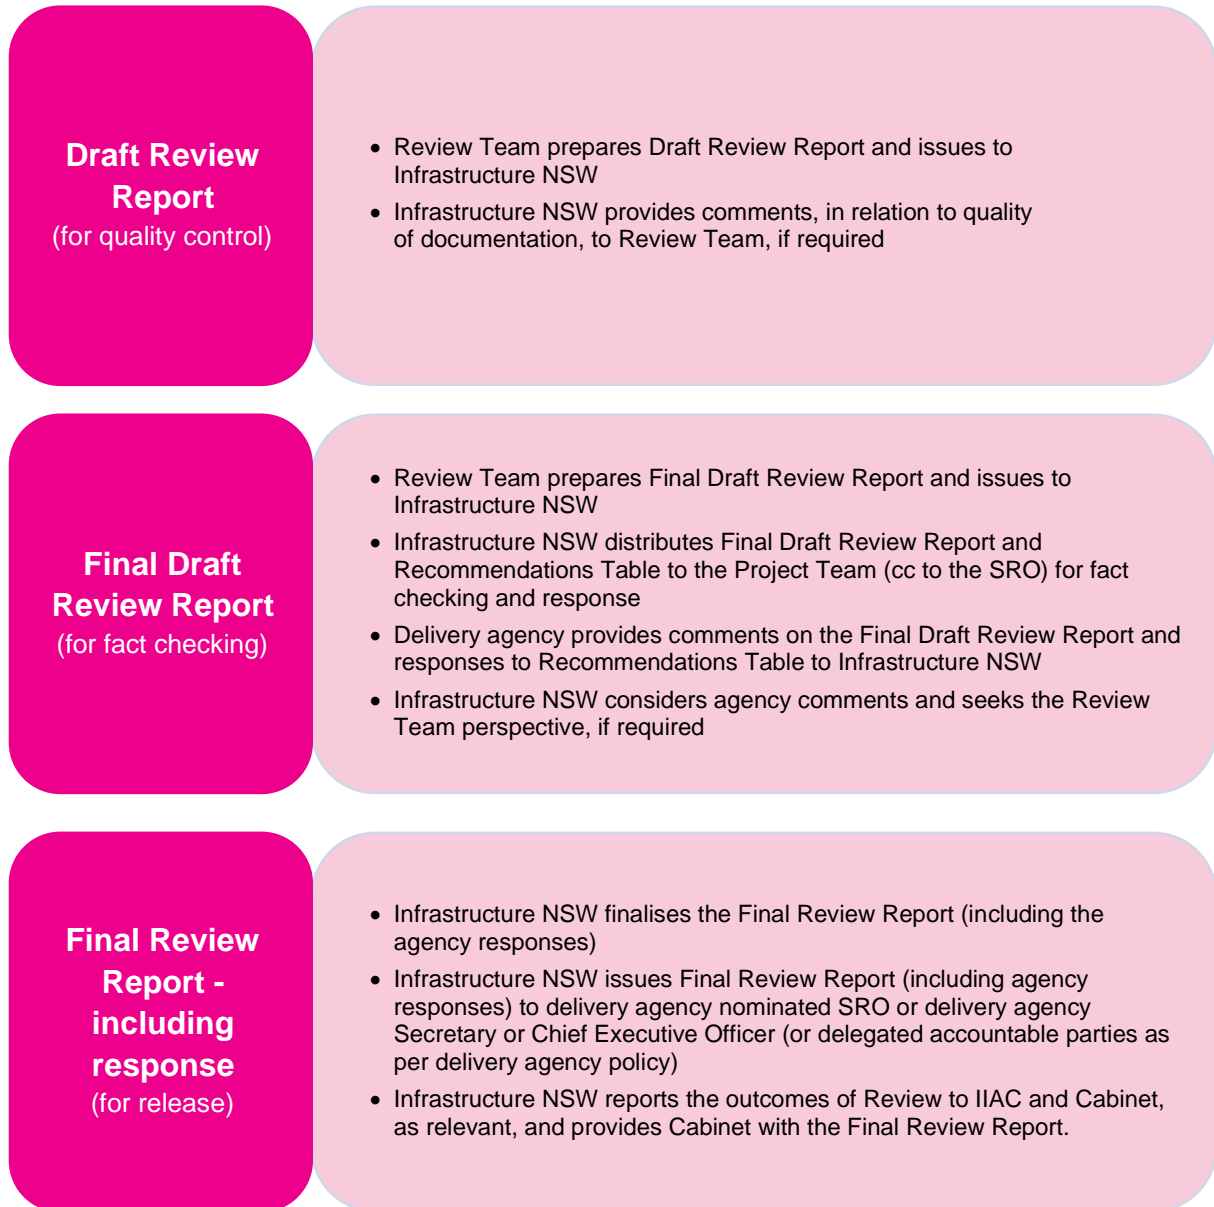 Draft Review
Report
(for quality control)
• Review Team prepares Draft Review Report and issues to
Infrastructure NSW
• Infrastructure NSW provides comments, in relation to quality
of documentation, to Review Team, if required
Final Draft
Review Report
(for fact checking)
• Review Team prepares Final Draft Review Report and issues to
Infrastructure NSW
• Infrastructure NSW distributes Final Draft Review Report and
Recommendations Table to the Project Team (cc to the SRO) for fact
checking and response
• Delivery agency provides comments on the Final Draft Review Report and
responses to Recommendations Table to Infrastructure NSW
• Infrastructure NSW considers agency comments and seeks the Review
Team perspective, if required
Final Review
Report -
including
response
(for release)
• Infrastructure NSW finalises the Final Review Report (including the
agency responses)
• Infrastructure NSW issues Final Review Report (including agency
responses) to delivery agency nominated SRO or delivery agency
Secretary or Chief Executive Officer (or delegated accountable parties as
per delivery agency policy)
• Infrastructure NSW reports the outcomes of Review to IIAC and Cabinet,
as relevant, and provides Cabinet with the Final Review Report.